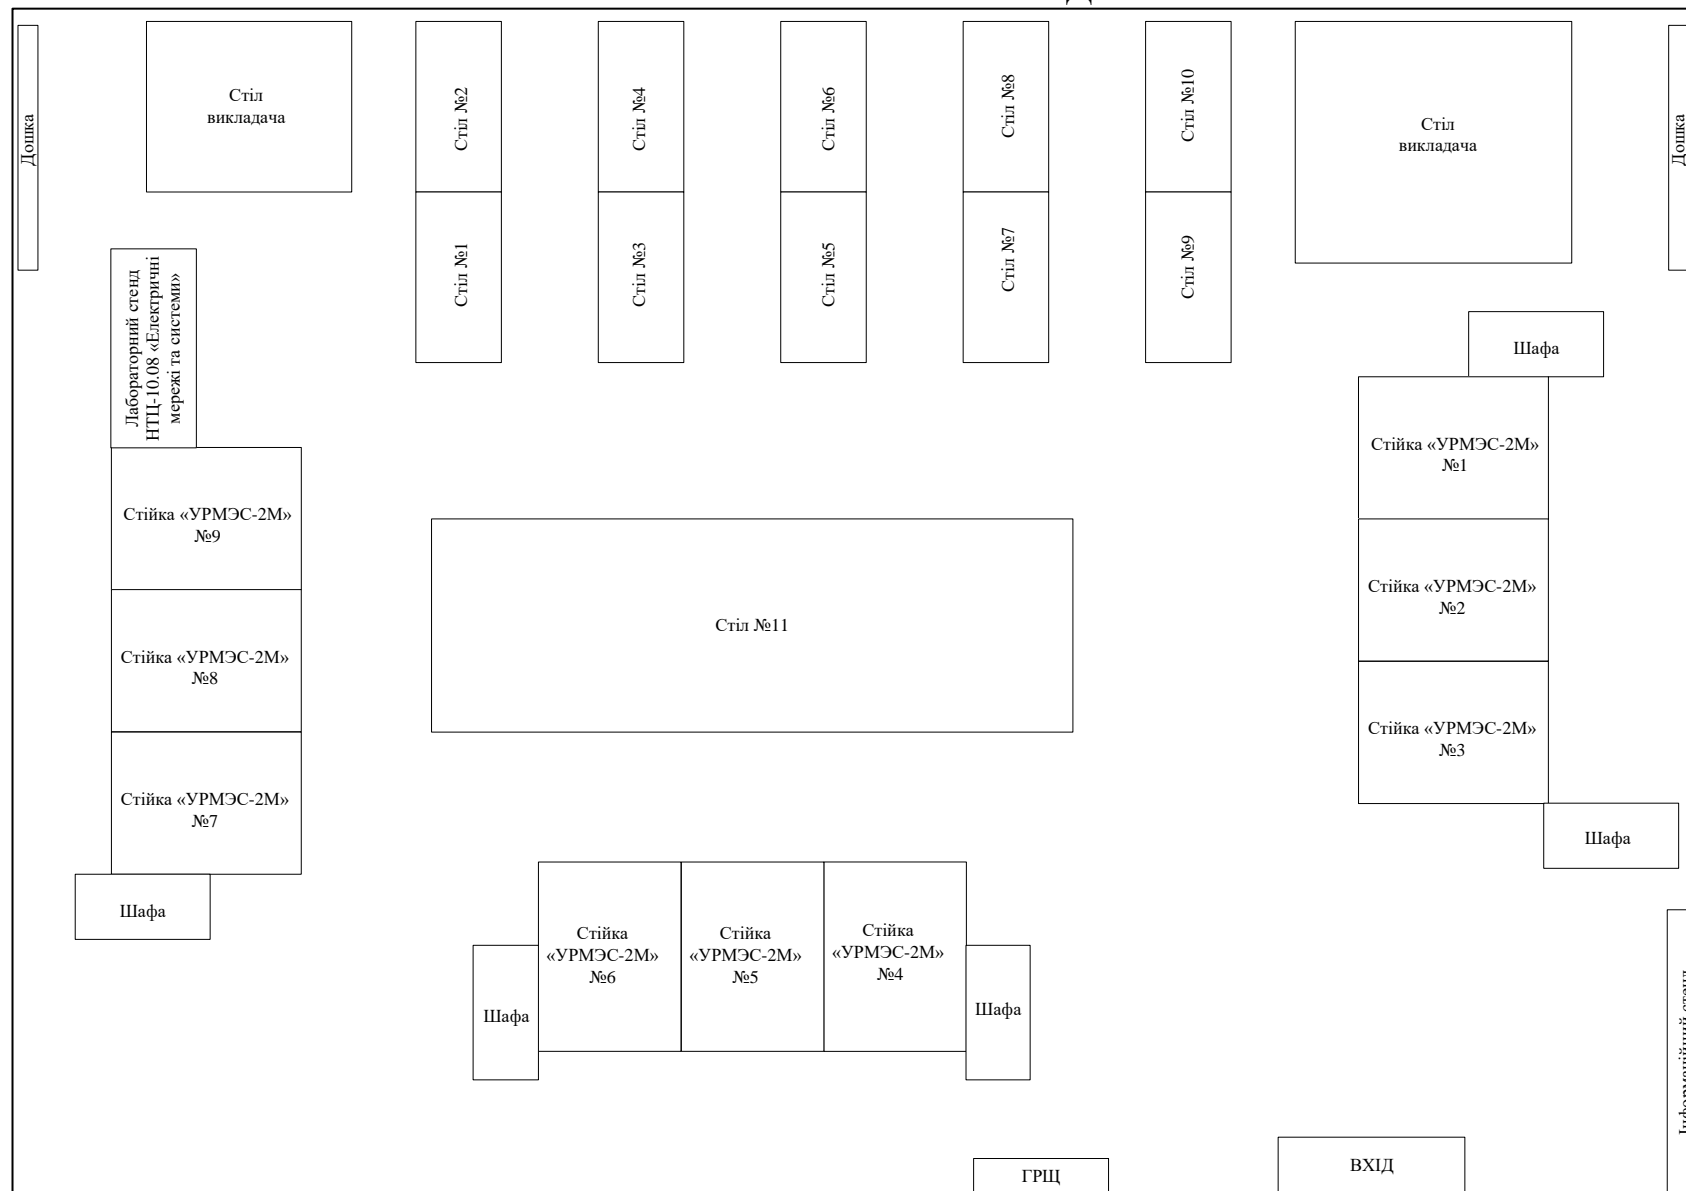 Дошка
Стіл
викладача
Стіл №2
Стіл №4
Стіл №6
Стіл №8
Стіл №10
Стіл
викладача
Дошка
Стіл №1
Стіл №3
Стіл №5
Стіл №7
Стіл №9
Лабораторний стенд
НТЦ-10.08 «Електричні
мережі та системи»
Шафа
Стійка «УРМЭС-2М»
№1
Стійка «УРМЭС-2М»
№9
Стійка «УРМЭС-2М»
№2
Стіл №11
Стійка «УРМЭС-2М»
№8
Стійка «УРМЭС-2М»
№3
Стійка «УРМЭС-2М»
№7
Шафа
Шафа
Стійка
«УРМЭС-2М»
№6
Стійка
«УРМЭС-2М»
№5
Стійка
«УРМЭС-2М»
№4
Шафа
Шафа
Інформаційний стенд
ГРЩ
ВХІД